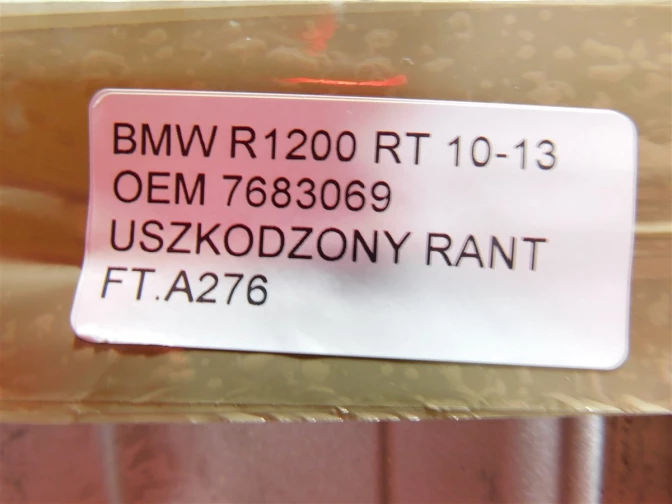 BMW R1200 RT 10-13
OEM 7683069
USZKODZONY RANT
FT.A276